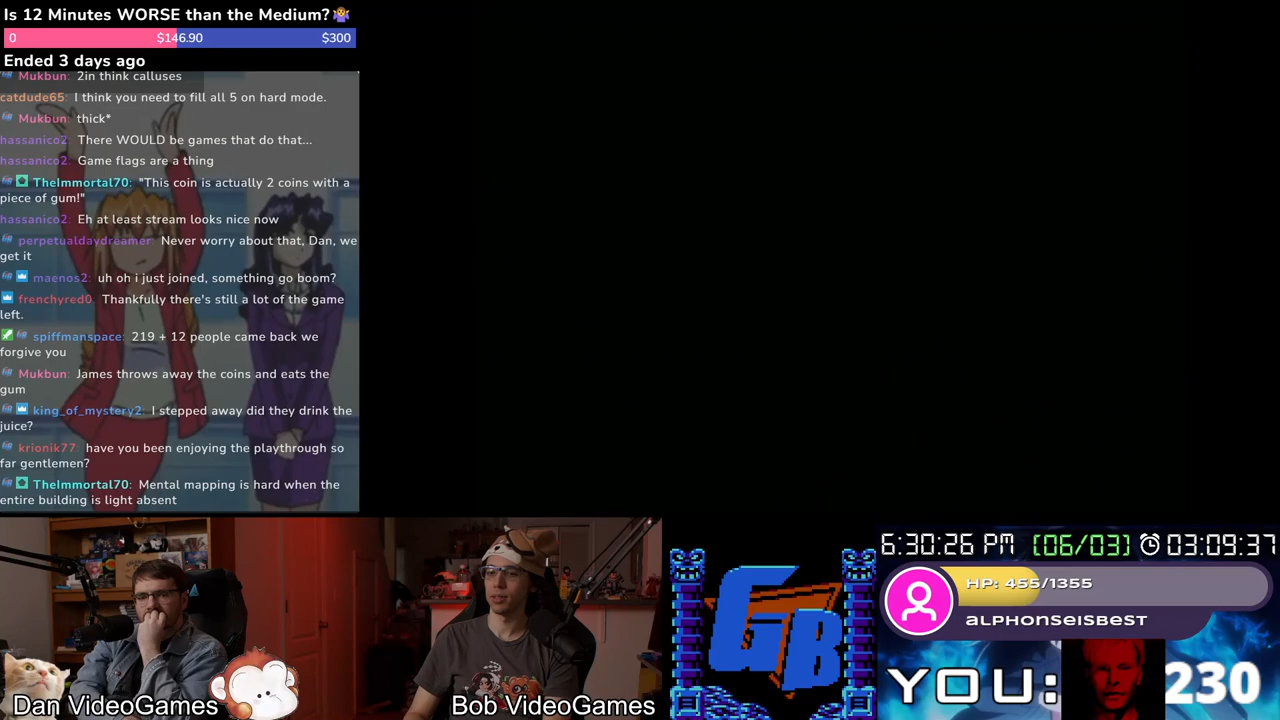 Is 12 Minutes WORSE than the Medium?🤷‍♀️
0 $146.90 $300
Ended 3 days ago
Mukbun: 2in think calluses
catdude65: I think you need to fill all 5 on hard mode.
Mukbun: thick*
hassanico2: There WOULD be games that do that...
hassanico2: Game flags are a thing
TheImmortal70: "This coin is actually 2 coins with a
piece of gum!"
hassanico2: Eh at least stream looks nice now
perpetualdaydreamer: Never worry about that, Dan, we
get it
maenos2: uh oh i just joined, something go boom?
frenchyred0: Thankfully there's still a lot of the game
left.
spiffmanspace: 219 + 12 people came back we
forgive you
Mukbun: James throws away the coins and eats the
gum
king_of_mystery2: I stepped away did they drink the
juice?
krionik77: have you been enjoying the playthrough so
far gentlemen?
TheImmortal70: Mental mapping is hard when the
entire building is light absent
Dan VideoGames
Bob VideoGames
GB
6:30:26 PM [06/03] 03:09:37
HP: 455/1355
alphonseisbest
YOU: 230